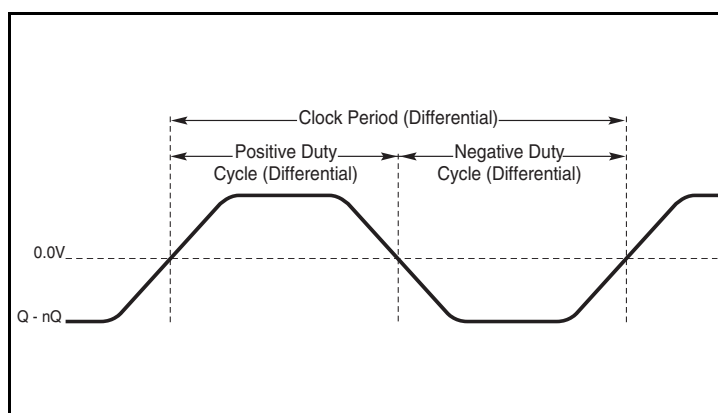 Clock Period (Differential)
Positive Duty
Cycle (Differential)
Negative Duty
Cycle (Differential)
0.0V
Q - nQ